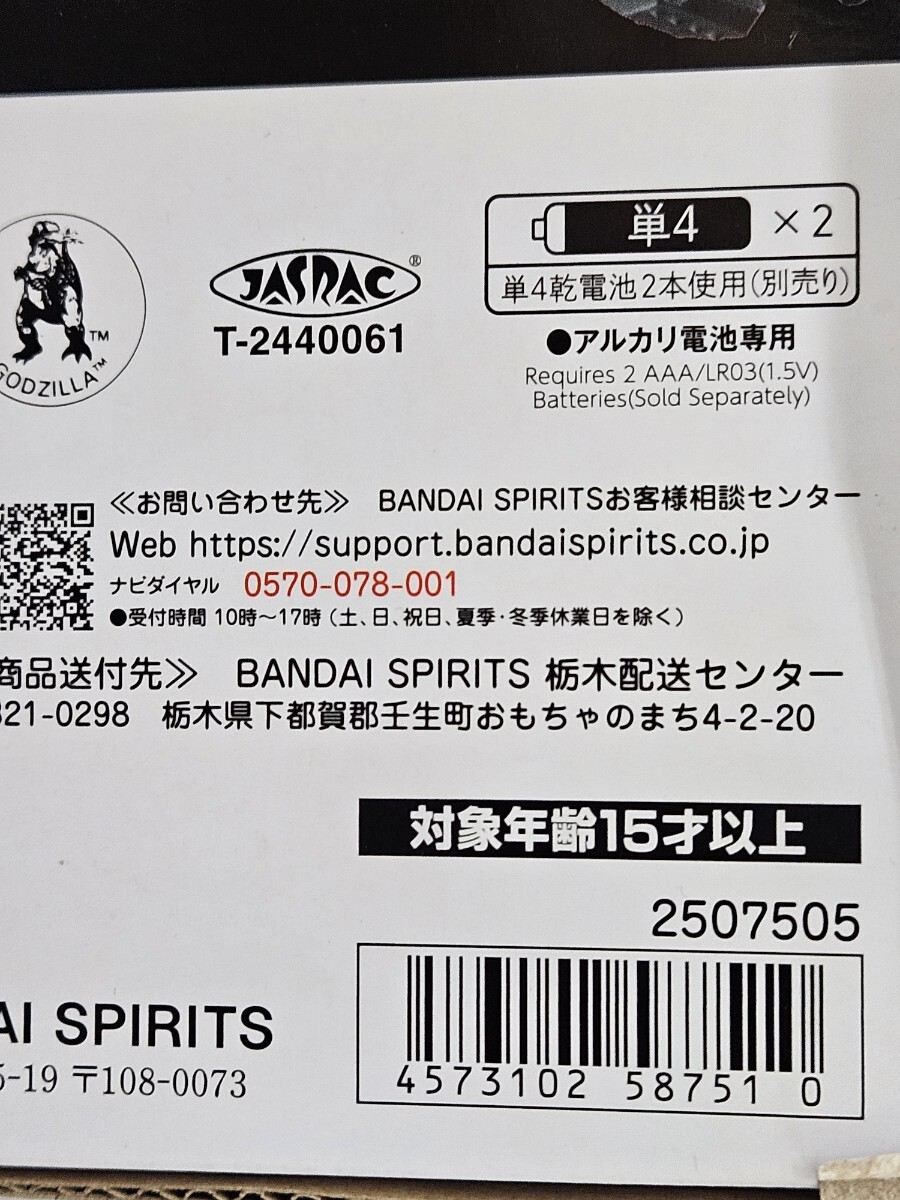 単4 ×2
単4乾電池2本使用(別売り)
●アルカリ電池専用
Requires 2 AAA/LR03(1.5V)
Batteries(Sold Separately)
TM
GODZILLA™
JASRAC®
T-2440061
≪お問い合わせ先≫ BANDAI SPIRITSお客様相談センター
Web https://support.bandaispirits.co.jp
ナビダイヤル 0570-078-001
●受付時間 10時～17時（土、日、祝日、夏季・冬季休業日を除く）
商品送付先≫ BANDAI SPIRITS 栃木配送センター
321-0298 栃木県下都賀郡壬生町おもちゃのまち4-2-20
対象年齢15才以上
2507505
AI SPIRITS
5-19 〒108-0073
4573102 58751 0